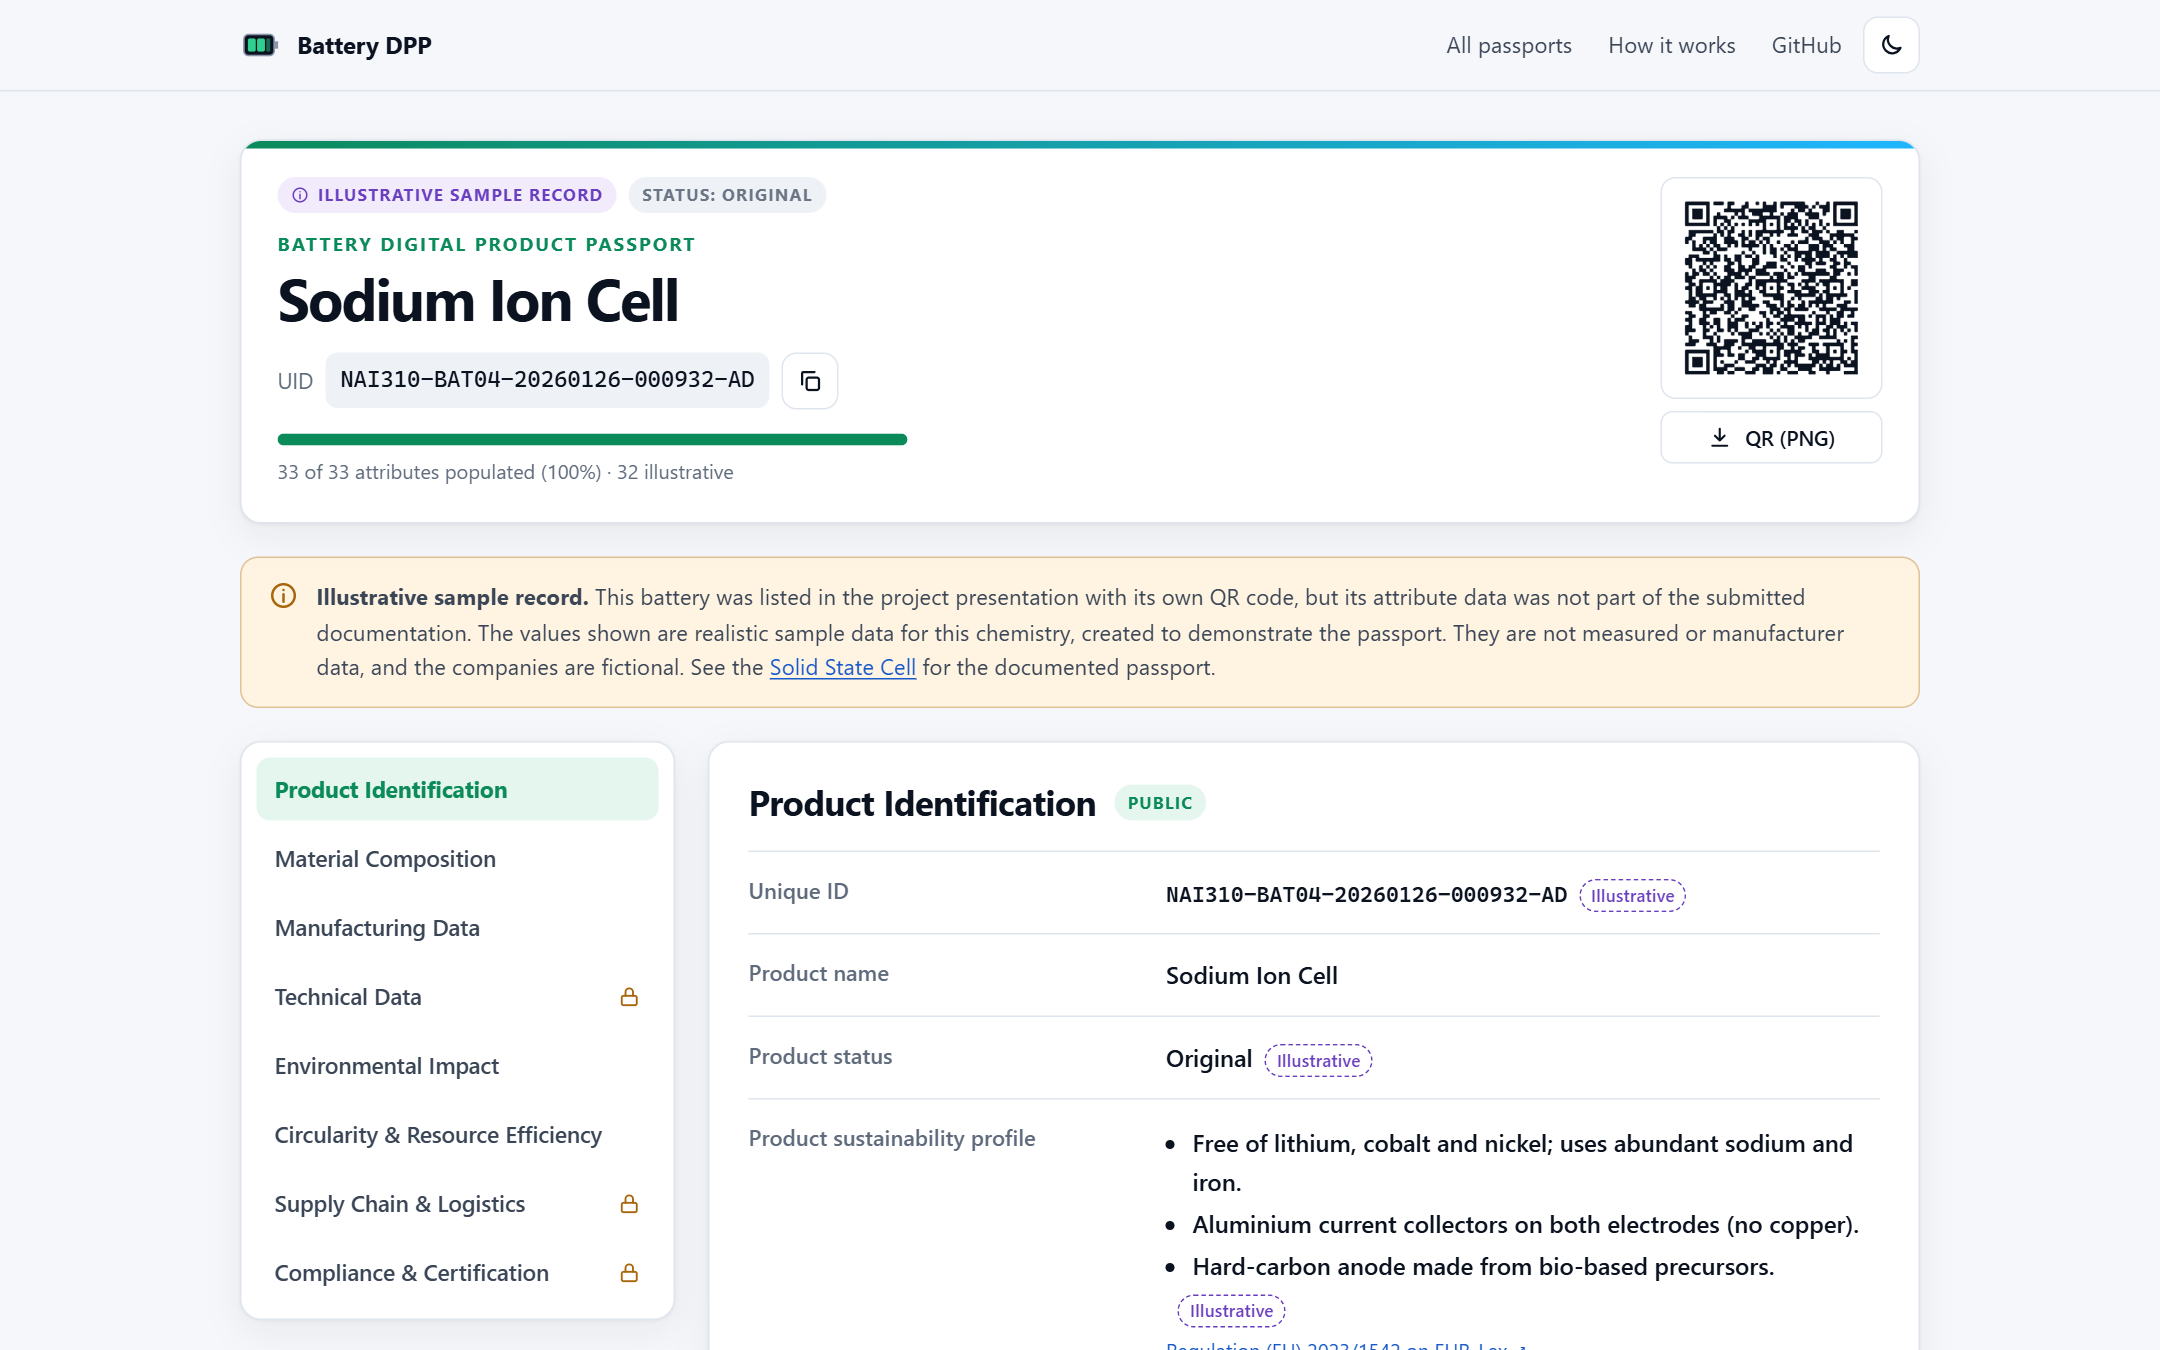 Battery DPP
All passports
How it works
GitHub
ILLUSTRATIVE SAMPLE RECORD
STATUS: ORIGINAL
BATTERY DIGITAL PRODUCT PASSPORT
Sodium Ion Cell
UID
NAI310-BAT04-20260126-000932-AD
33 of 33 attributes populated (100%) · 32 illustrative
QR (PNG)
Illustrative sample record. This battery was listed in the project presentation with its own QR code, but its attribute data was not part of the submitted
documentation. The values shown are realistic sample data for this chemistry, created to demonstrate the passport. They are not measured or manufacturer
data, and the companies are fictional. See the Solid State Cell for the documented passport.
Product Identification
Material Composition
Manufacturing Data
Technical Data
Environmental Impact
Circularity & Resource Efficiency
Supply Chain & Logistics
Compliance & Certification
Product Identification
PUBLIC
Unique ID
NAI310-BAT04-20260126-000932-AD
Illustrative
Product name
Sodium Ion Cell
Product status
Original
Illustrative
Product sustainability profile
• Free of lithium, cobalt and nickel; uses abundant sodium and
iron.
• Aluminium current collectors on both electrodes (no copper).
• Hard-carbon anode made from bio-based precursors.
Illustrative
Regulation (EU) 2023/1542 on EUR-Lex